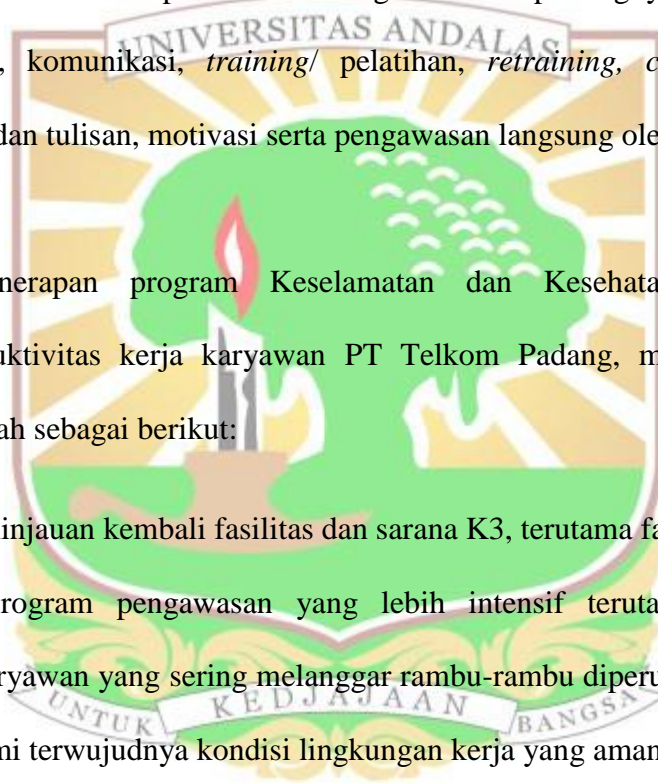 UNIVERSITAS ANDALAS
, komunikasi, training/ pelatihan, retraining, c
dan tulisan, motivasi serta pengawasan langsung ole
nerapan program Keselamatan dan Kesehata
uktivitas kerja karyawan PT Telkom Padang, m
ah sebagai berikut:
injauan kembali fasilitas dan sarana K3, terutama fa
rogram pengawasan yang lebih intensif teruta
ryawan yang sering melanggar rambu-rambu diperu
UNTUK KEDJAJAAN BANGSA
mi terwujudnya kondisi lingkungan kerja yang aman